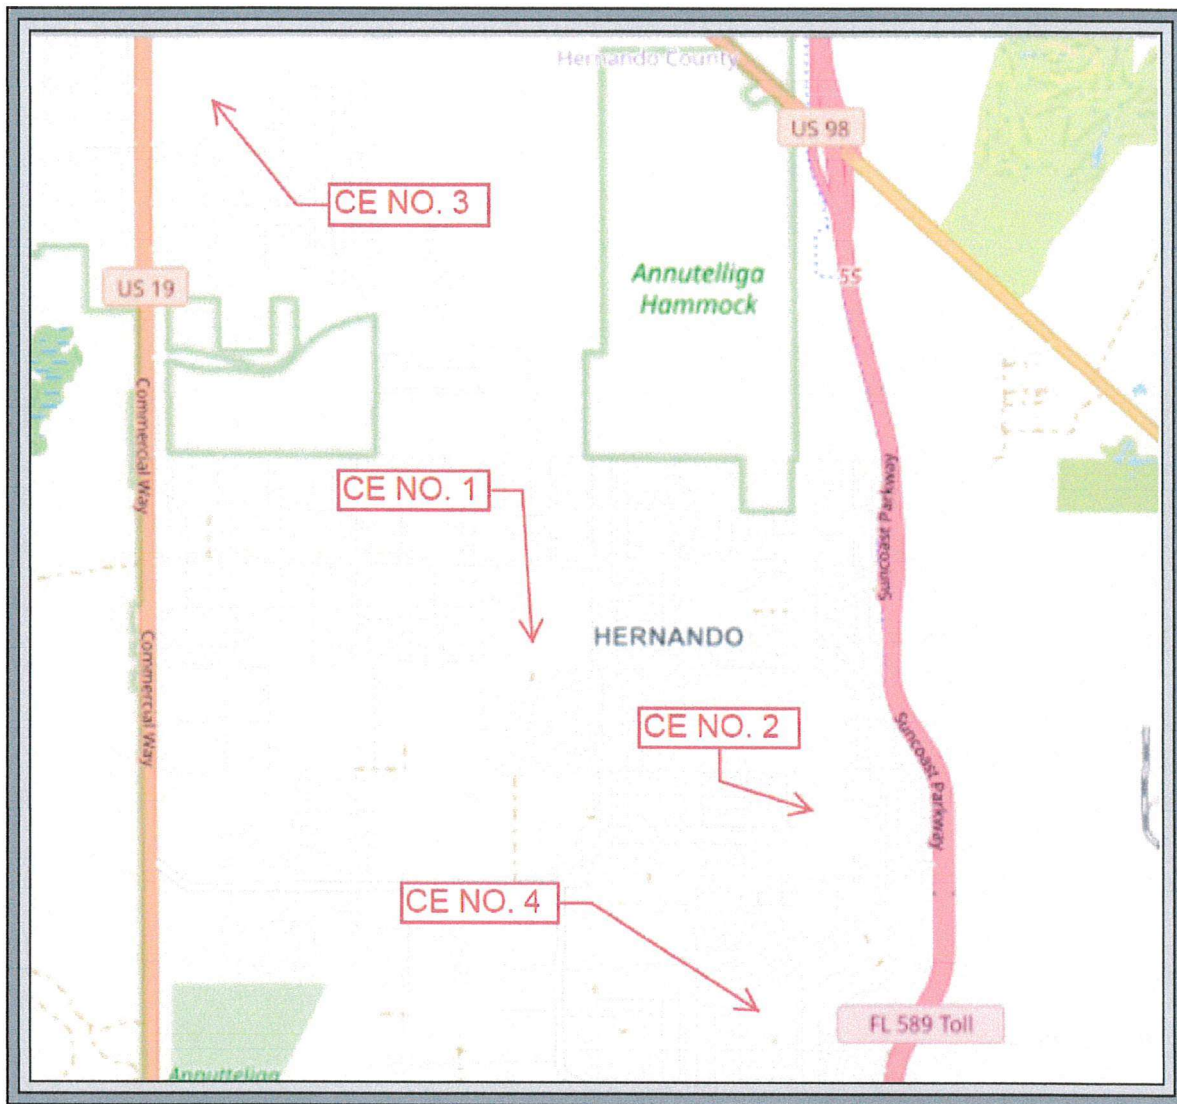 Hernando County
US 98
CE NO. 3
Annutelliga
Hammock
55
US 19
Commercial Way
CE NO. 1
Suncoast Parkway
HERNANDO
Commercial Way
CE NO. 2
Suncoast Parkway
CE NO. 4
FL 589 Toll
Annutteliga